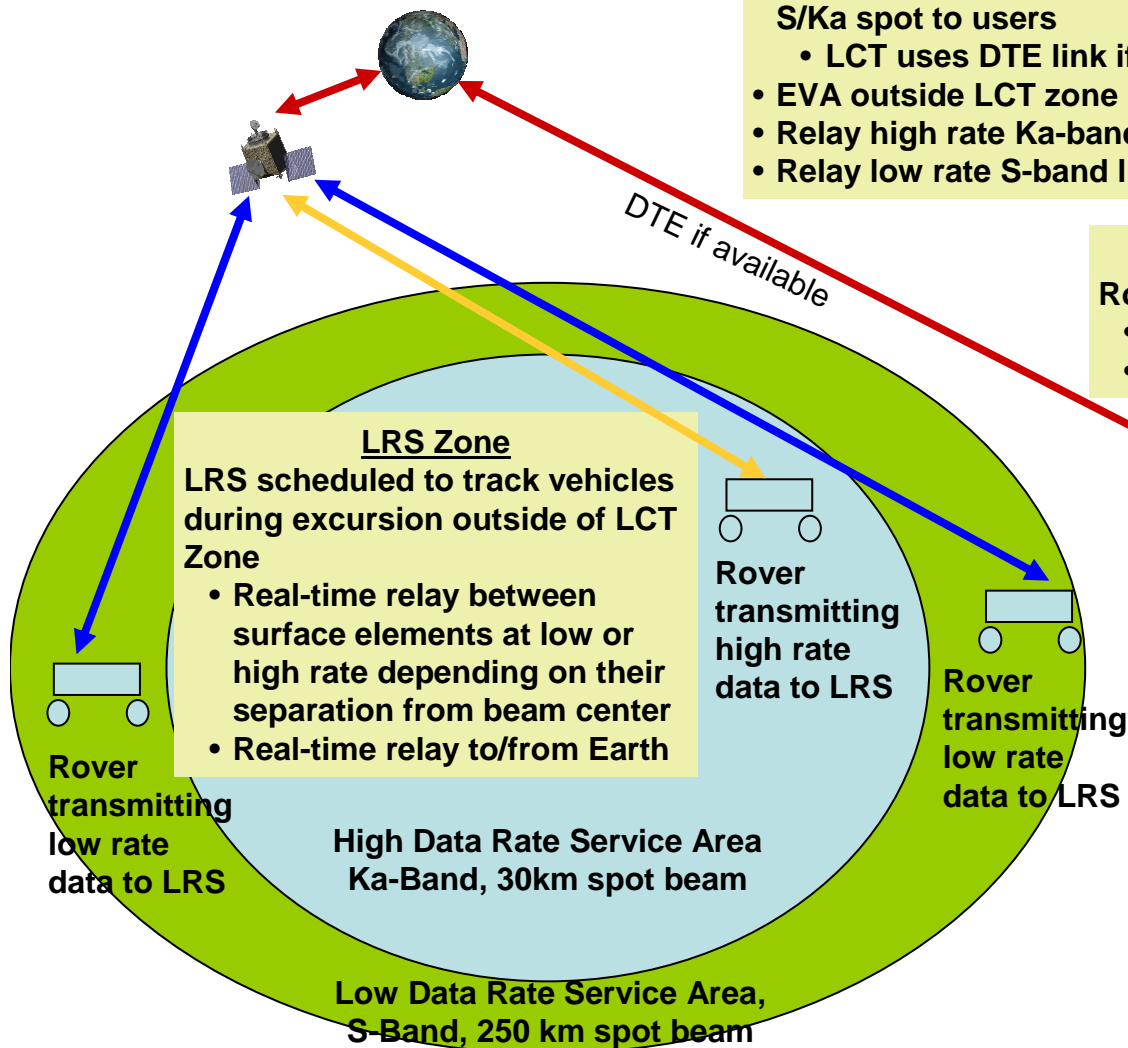 S/Ka spot to users
• LCT uses DTE link if
• EVA outside LCT zone
• Relay high rate Ka-band
• Relay low rate S-band
DTE if available
•
•
LRS Zone
LRS scheduled to track vehicles
during excursion outside of LCT
Zone
• Real-time relay between
surface elements at low or
high rate depending on their
separation from beam center
• Real-time relay to/from Earth
Rover
transmitting
high rate
data to LRS
Rover
transmitting
low rate
data to LRS
Rover
transmitting
low rate
data to LRS
High Data Rate Service Area
Ka-Band, 30km spot beam
Low Data Rate Service Area,
S-Band, 250 km spot beam